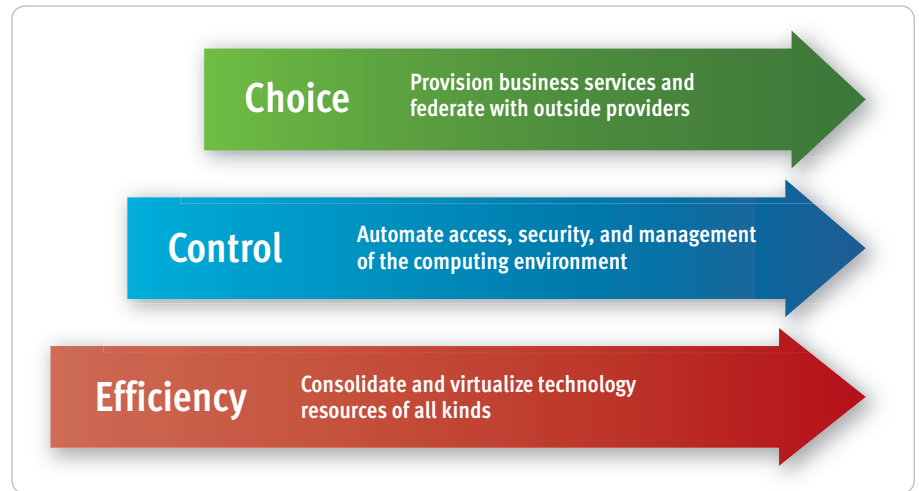 Choice
Provision business services and
federate with outside providers
Control
Automate access, security, and management
of the computing environment
Efficiency
Consolidate and virtualize technology
resources of all kinds